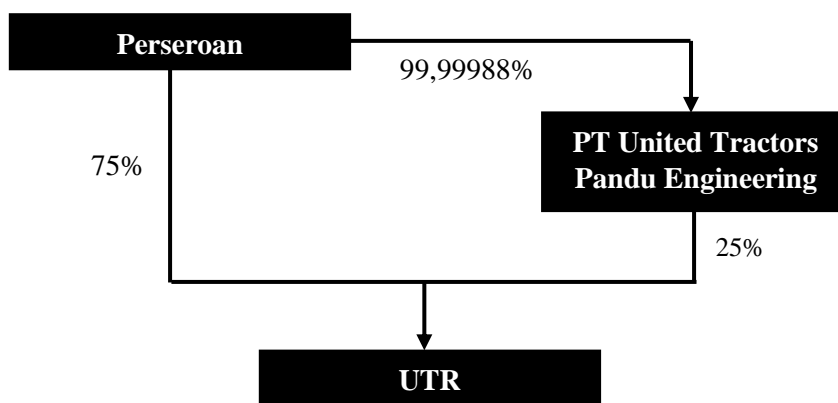 Perseroan
99,99988%
PT United Tractors
Pandu Engineering
75%
25%
UTR